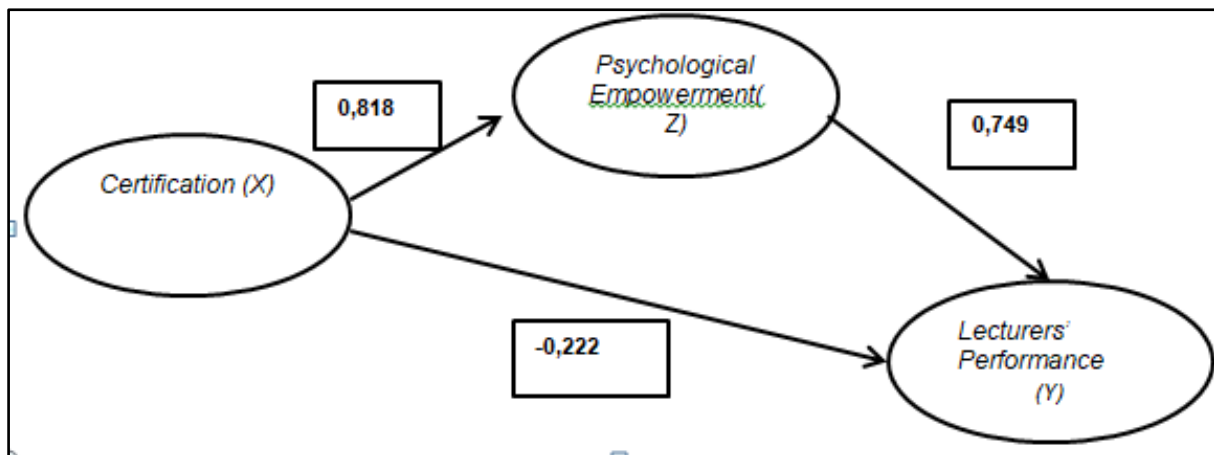 Psychological
Empowerment(
Z)
0,818
0,749
Certification (X)
-0,222
Lecturers'
Performance
(Y)